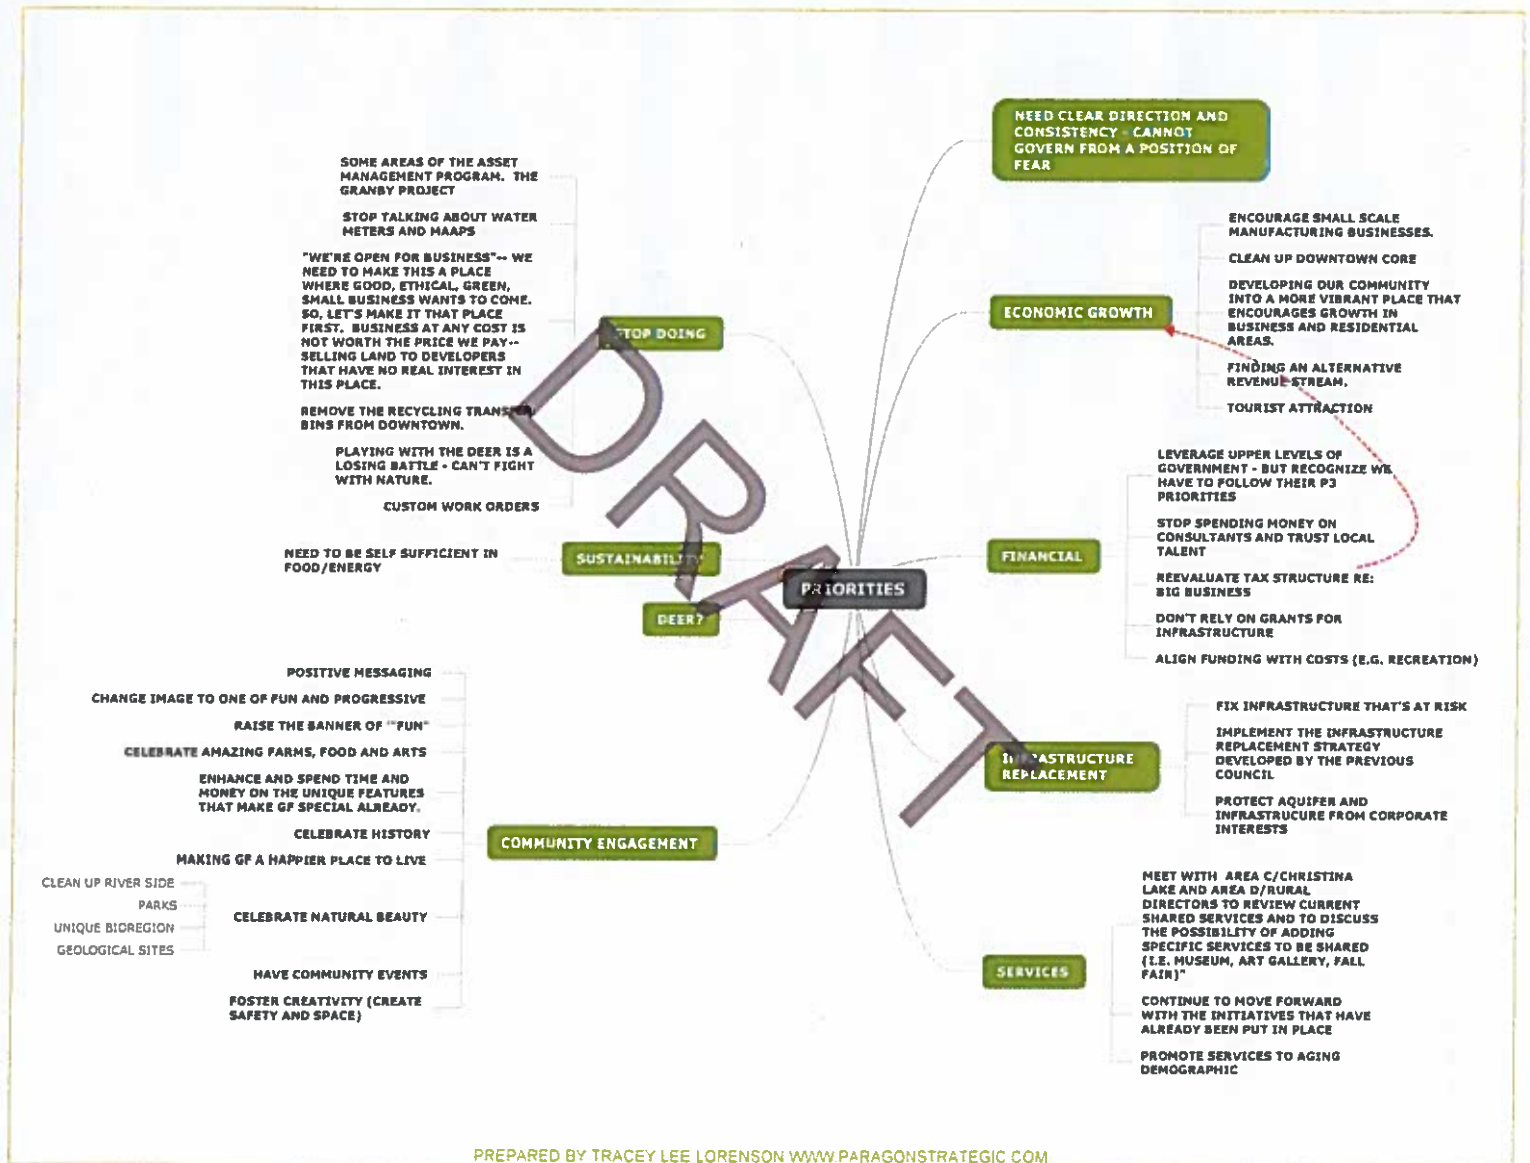 NEED CLEAR DIRECTION AND
CONSISTENCY - CANNOT
GOVERN FROM A POSITION OF
FEAR
SOME AREAS OF THE ASSET
MANAGEMENT PROGRAM. THE
GRANBY PROJECT
STOP TALKING ABOUT WATER
METERS AND MAAPS
"WE'RE OPEN FOR BUSINESS"-- WE
NEED TO MAKE THIS A PLACE
WHERE GOOD, ETHICAL, GREEN,
SMALL BUSINESS WANTS TO COME.
SO, LET'S MAKE IT THAT PLACE
FIRST. BUSINESS AT ANY COST IS
NOT WORTH THE PRICE WE PAY--
SELLING LAND TO DEVELOPERS
THAT HAVE NO REAL INTEREST IN
THIS PLACE.
REMOVE THE RECYCLING TRANSFER
BINS FROM DOWNTOWN.
PLAYING WITH THE DEER IS A
LOSING BATTLE - CAN'T FIGHT
WITH NATURE.
CUSTOM WORK ORDERS
STOP DOING
NEED TO BE SELF SUFFICIENT IN
FOOD/ENERGY
SUSTAINABILITY
DEER?
PRIORITIES
DRAFT
POSITIVE MESSAGING
CHANGE IMAGE TO ONE OF FUN AND PROGRESSIVE
RAISE THE BANNER OF ""FUN"
CELEBRATE AMAZING FARMS, FOOD AND ARTS
ENHANCE AND SPEND TIME AND
MONEY ON THE UNIQUE FEATURES
THAT MAKE GF SPECIAL ALREADY.
CELEBRATE HISTORY
MAKING GF A HAPPIER PLACE TO LIVE
CLEAN UP RIVER SIDE
PARKS
UNIQUE BIOREGION
GEOLOGICAL SITES
CELEBRATE NATURAL BEAUTY
HAVE COMMUNITY EVENTS
FOSTER CREATIVITY (CREATE
SAFETY AND SPACE)
COMMUNITY ENGAGEMENT
ECONOMIC GROWTH
ENCOURAGE SMALL SCALE
MANUFACTURING BUSINESSES.
CLEAN UP DOWNTOWN CORE
DEVELOPING OUR COMMUNITY
INTO A MORE VIBRANT PLACE THAT
ENCOURAGES GROWTH IN
BUSINESS AND RESIDENTIAL
AREAS.
FINDING AN ALTERNATIVE
REVENUE STREAM.
TOURIST ATTRACTION
FINANCIAL
LEVERAGE UPPER LEVELS OF
GOVERNMENT - BUT RECOGNIZE WE
HAVE TO FOLLOW THEIR P3
PRIORITIES
STOP SPENDING MONEY ON
CONSULTANTS AND TRUST LOCAL
TALENT
REEVALUATE TAX STRUCTURE RE:
BIG BUSINESS
DON'T RELY ON GRANTS FOR
INFRASTRUCTURE
ALIGN FUNDING WITH COSTS (E.G. RECREATION)
INFRASTRUCTURE
REPLACEMENT
FIX INFRASTRUCTURE THAT'S AT RISK
IMPLEMENT THE INFRASTRUCTURE
REPLACEMENT STRATEGY
DEVELOPED BY THE PREVIOUS
COUNCIL
PROTECT AQUIFER AND
INFRASTRUCURE FROM CORPORATE
INTERESTS
SERVICES
MEET WITH AREA C/CHRISTINA
LAKE AND AREA D/RURAL
DIRECTORS TO REVIEW CURRENT
SHARED SERVICES AND TO DISCUSS
THE POSSIBILITY OF ADDING
SPECIFIC SERVICES TO BE SHARED
(I.E. MUSEUM, ART GALLERY, FALL
FAIR)"
CONTINUE TO MOVE FORWARD
WITH THE INITIATIVES THAT HAVE
ALREADY BEEN PUT IN PLACE
PROMOTE SERVICES TO AGING
DEMOGRAPHIC
PREPARED BY TRACEY LEE LORENSON WWW.PARAGONSTRATEGIC.COM